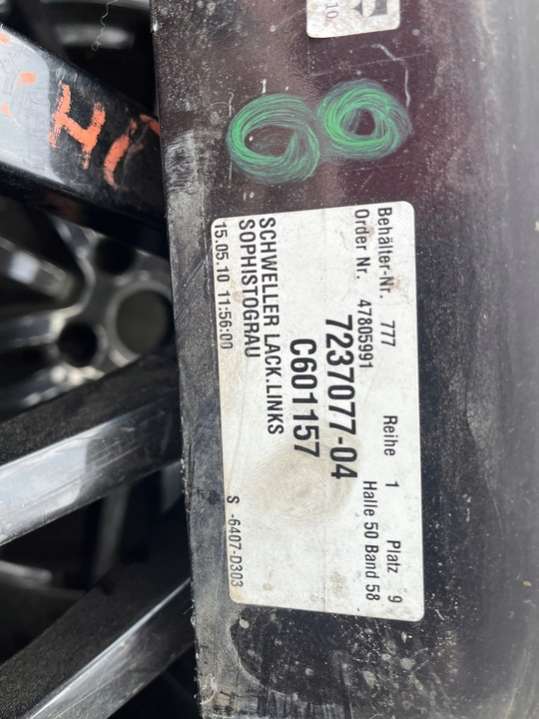 10
Behälter-Nr. 777 Reihe 1 Platz 9
Order Nr. 47805991 Halle 50 Band 58
7237077-04
C601157
SCHWELLER LACK.LINKS
SOPHISTOGRAU
15.05.10 11:56:00 S -6407-D303